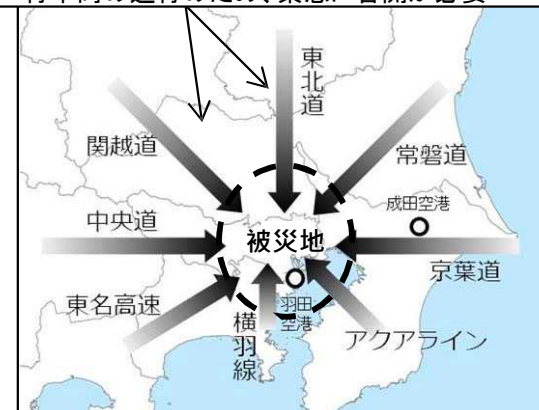 東北道
関越道
常磐道
成田空港
中央道
被災地
京葉道
東名高速
羽田
空港
横羽線
アクアライン